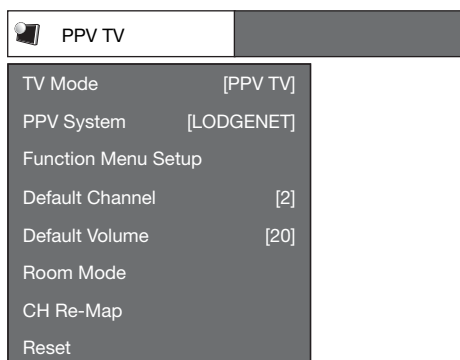 PPV TV
TV Mode [PPV TV]
PPV System [LODGENET]
Function Menu Setup
Default Channel [2]
Default Volume [20]
Room Mode
CH Re-Map
Reset